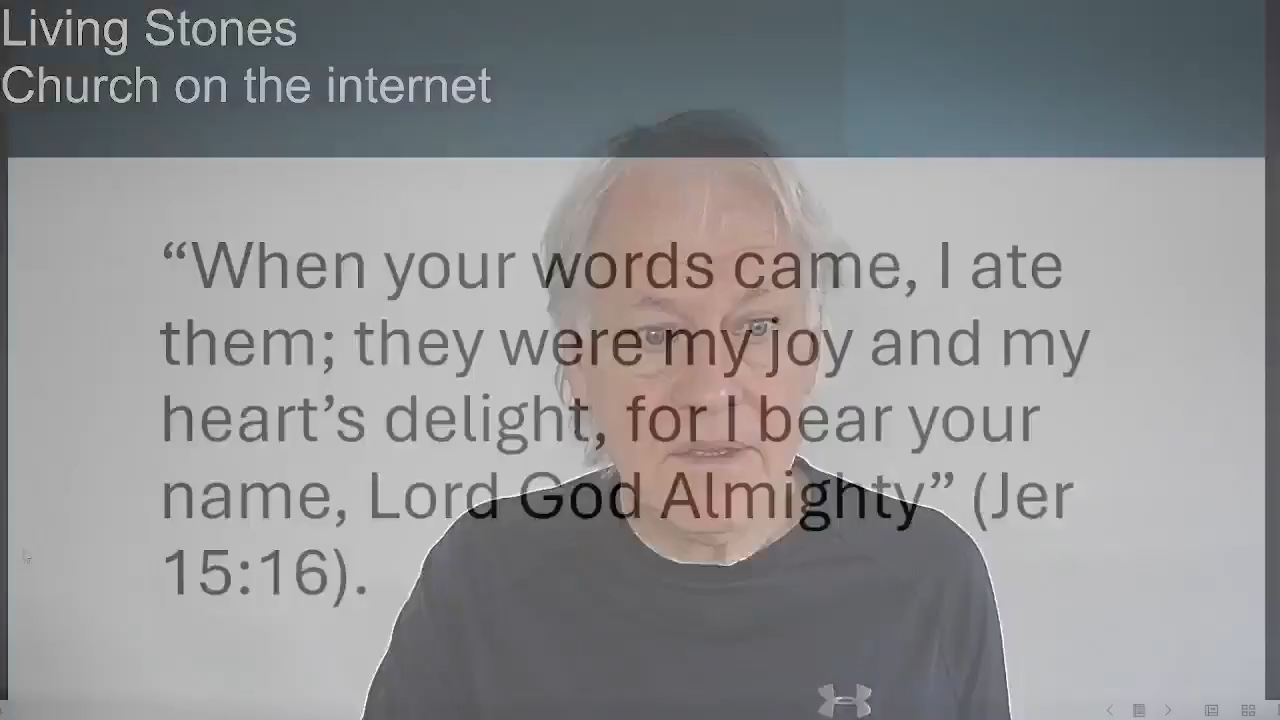 Living Stones
Church on the internet
“When your words came, I ate
them; they were my joy and my
heart’s delight, for I bear your
name, Lord God Almighty” (Jer
15:16).